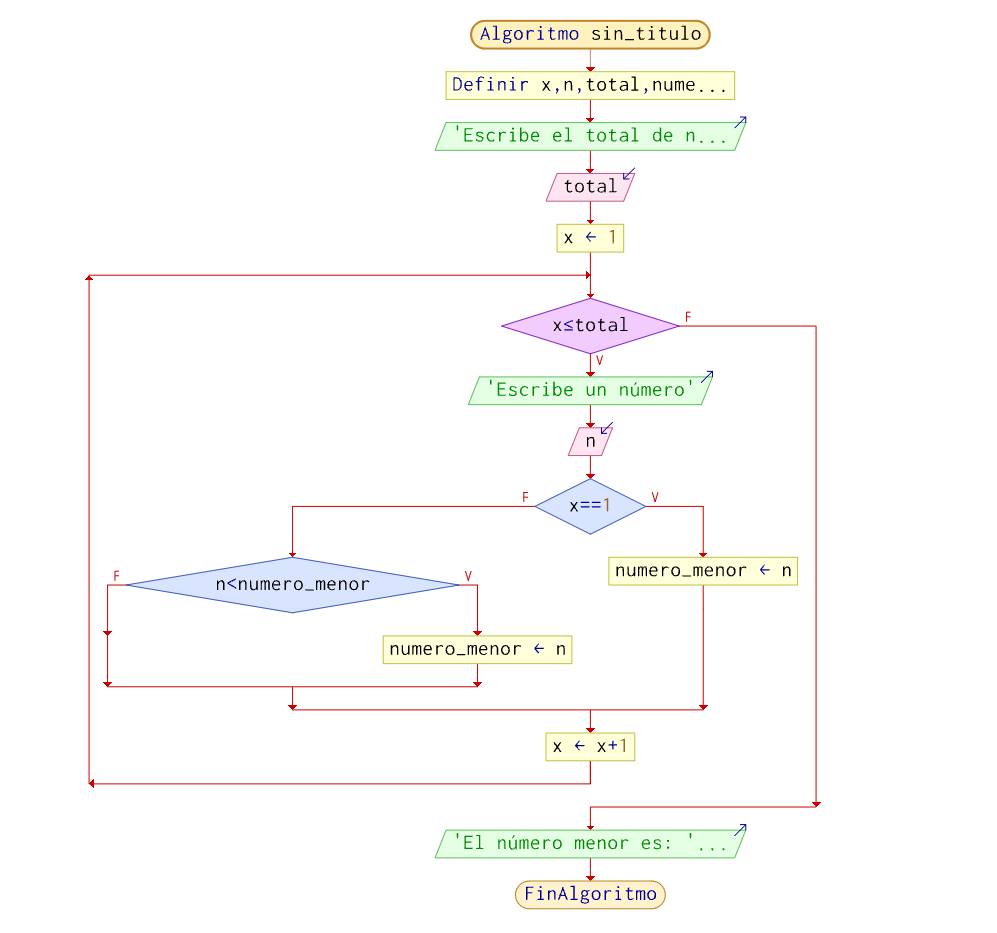 Algoritmo sin_titulo
Definir x,n,total,nume...
'Escribe el total de n...
total
x ← 1
x≤total
F
V
'Escribe un número'
n
x==1
F
V
n<numero_menor
F
V
numero_menor ← n
numero_menor ← n
x ← x+1
'El número menor es: '...
FinAlgoritmo